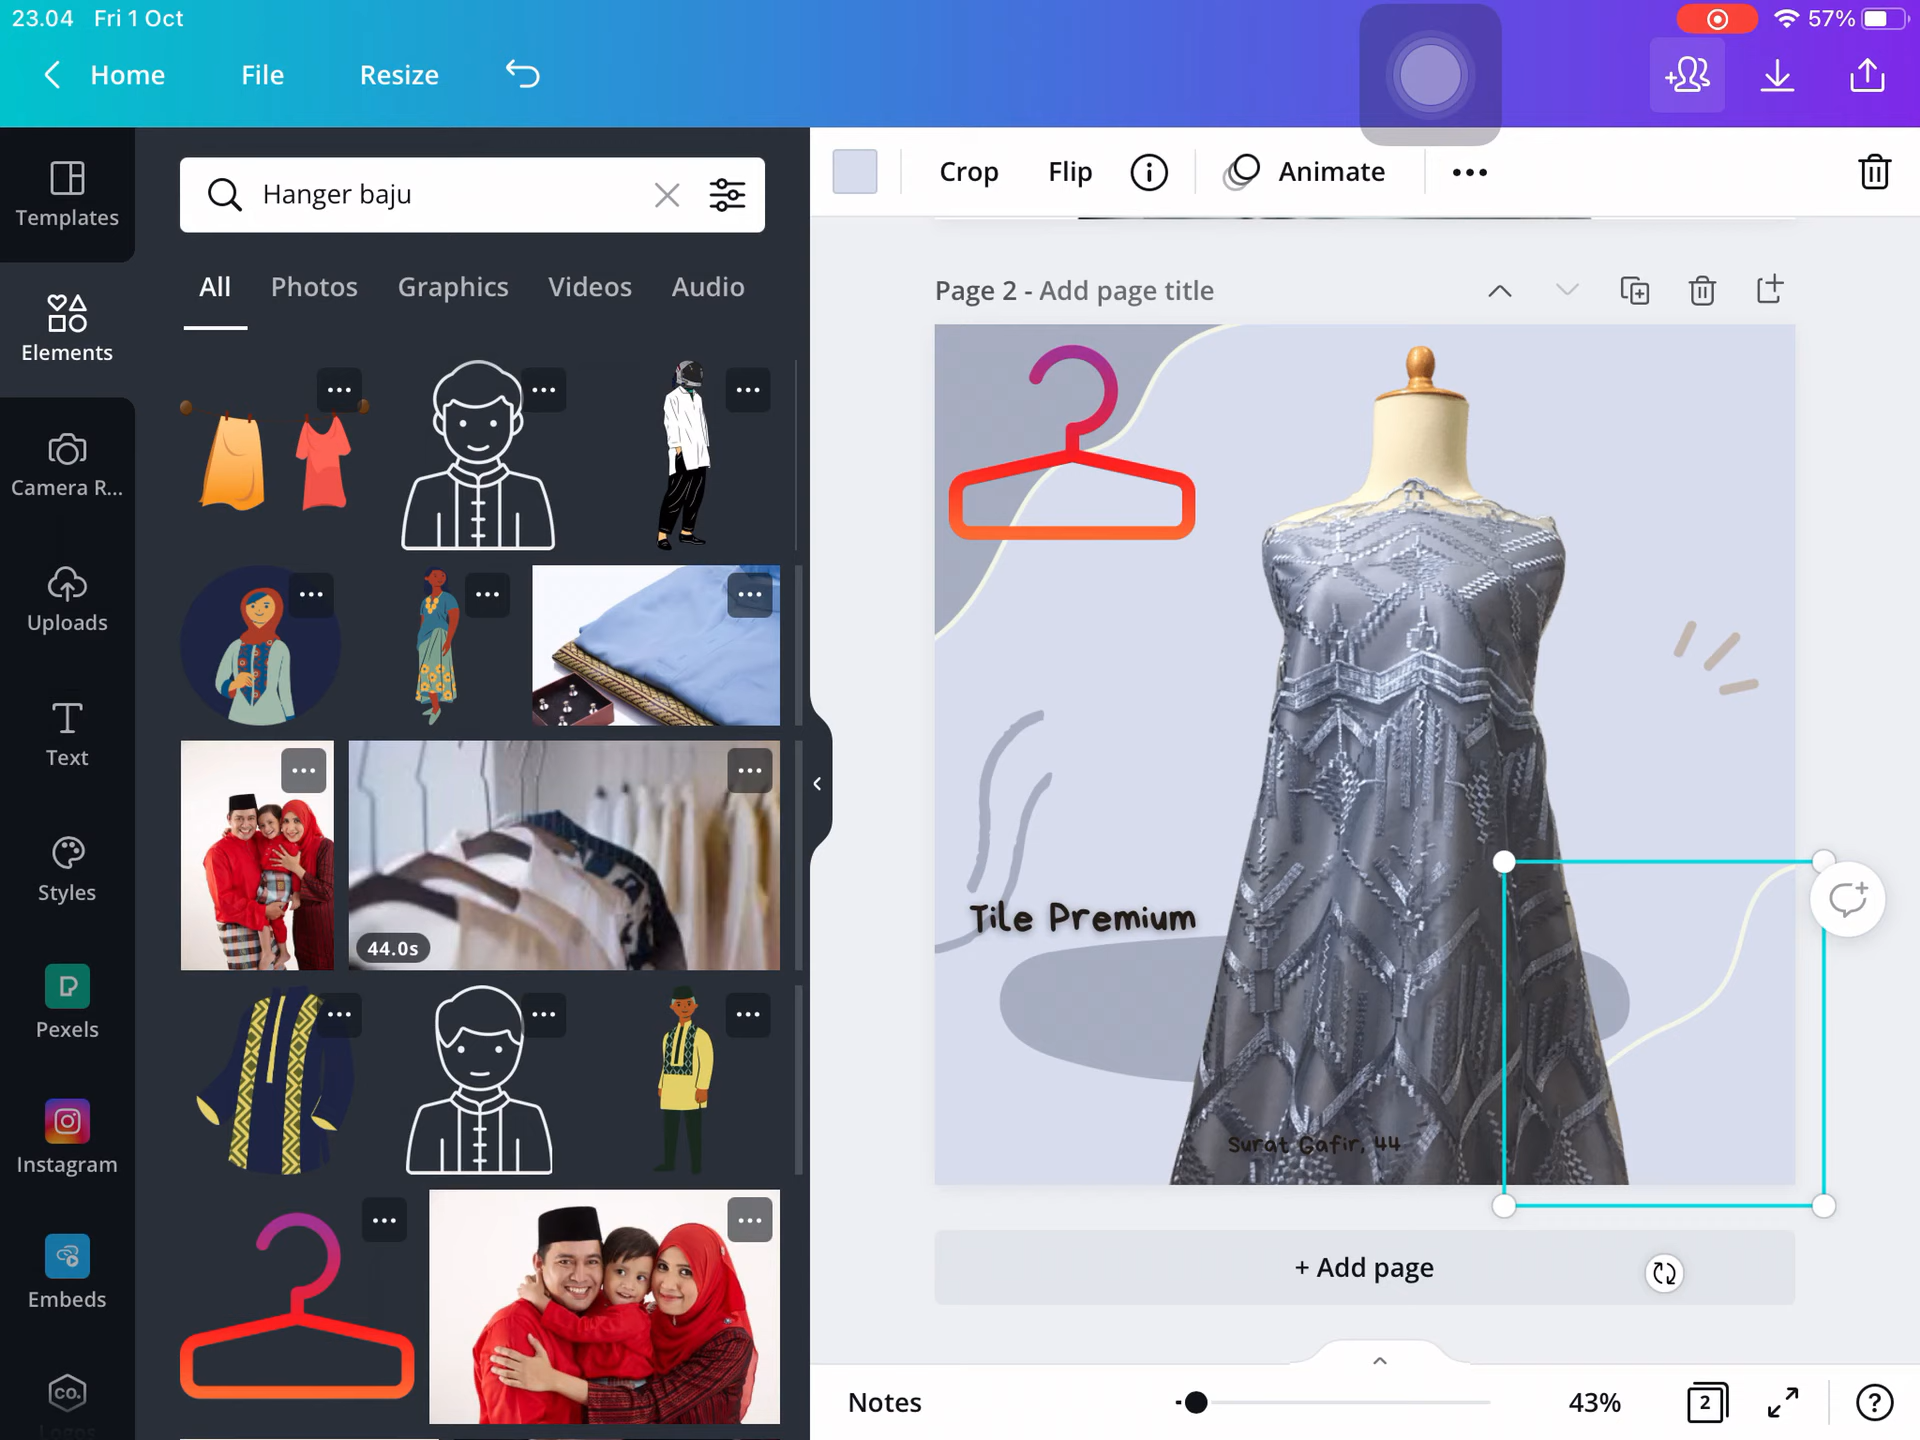 23.04 Fri 1 Oct
57%
Home
File
Resize
Templates
Elements
Camera R...
Uploads
Text
Styles
Pexels
Instagram
Embeds
co.
Logos
Hanger baju
All
Photos
Graphics
Videos
Audio
44.0s
Crop
Flip
Animate
Page 2 - Add page title
Tile Premium
Surat Gafir, 44
+ Add page
Notes
43%
2
?